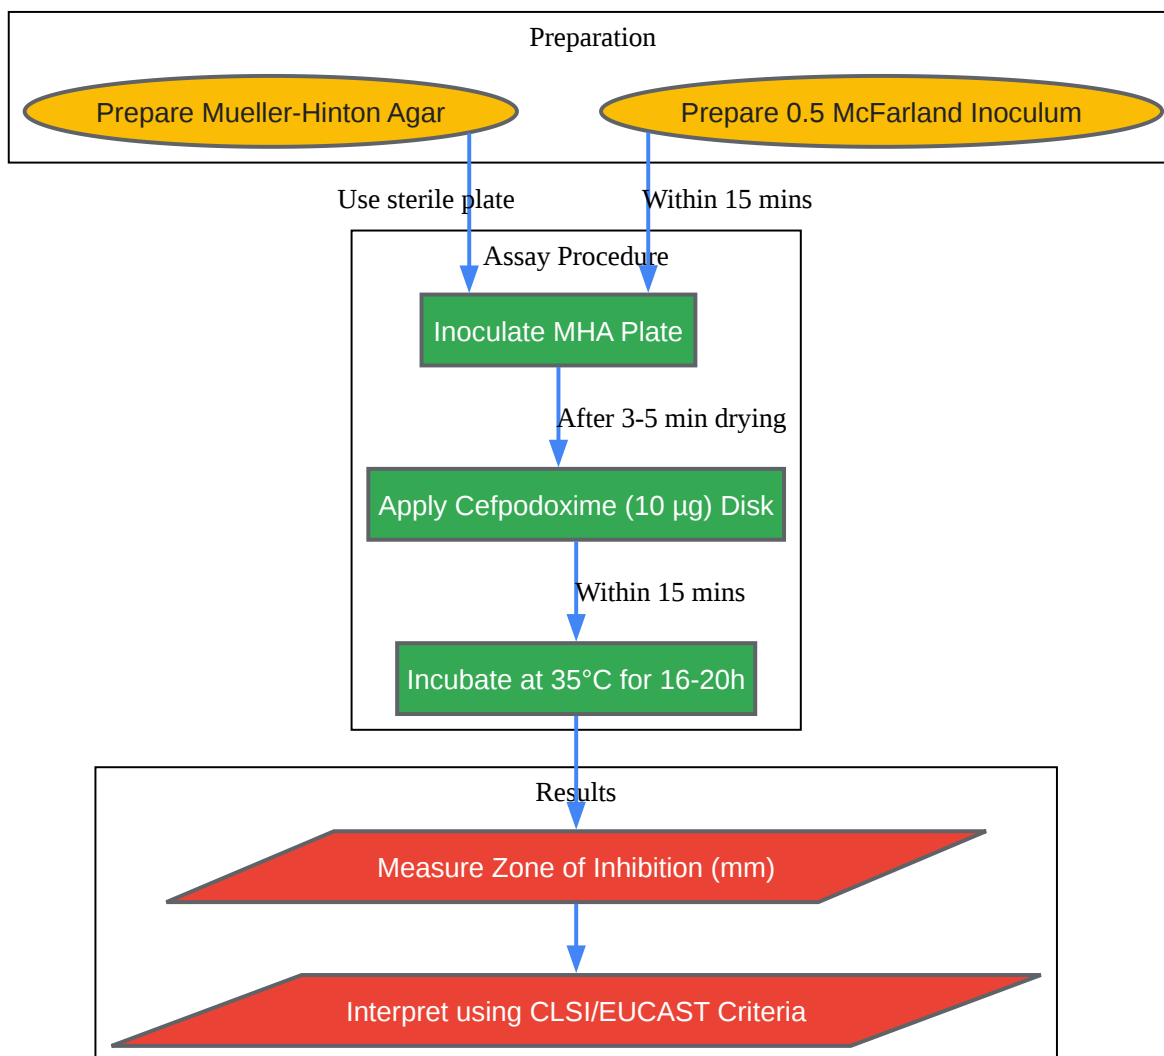 Preparation
Prepare Mueller-Hinton Agar
Prepare 0.5 McFarland Inoculum
Use sterile plate
Within 15 mins
Assay Procedure
Inoculate MHA Plate
After 3-5 min drying
Apply Cefpodoxime (10 µg) Disk
Within 15 mins
Incubate at 35°C for 16-20h
Results
Measure Zone of Inhibition (mm)
Interpret using CLSI/EUCAST Criteria